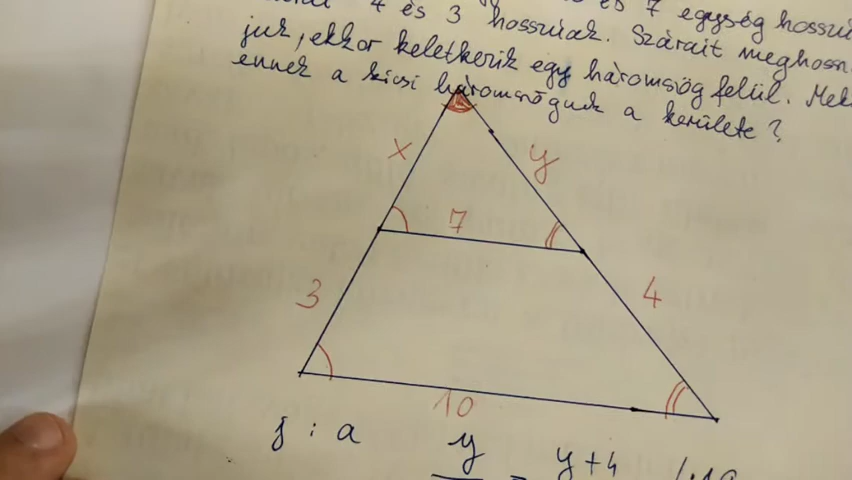 4 és 3 hosszúak. Szárait meghossz
juk, ekkor keletkezik egy háromszög felül. Mek
ennek a kicsi háromszögnek a kerülete?
x
y
7
3
4
10
y
y+4